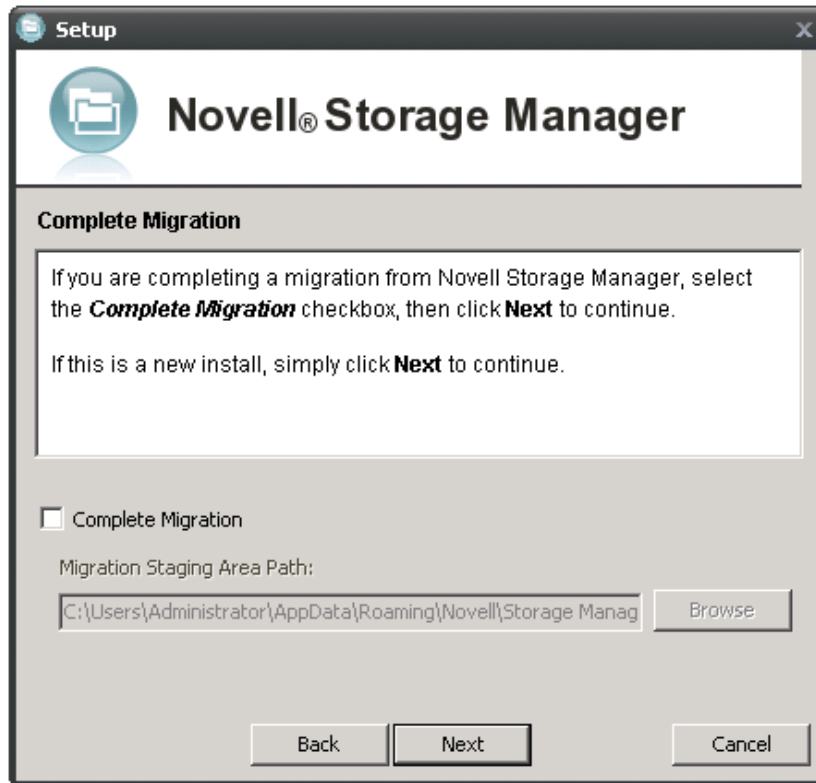 Setup
Novell® Storage Manager
Complete Migration
If you are completing a migration from Novell Storage Manager, select
the Complete Migration checkbox, then click Next to continue.
If this is a new install, simply click Next to continue.
Complete Migration
Migration Staging Area Path:
C:\Users\Administrator\AppData\Roaming\Novell\Storage Manag
Browse
Back
Next
Cancel